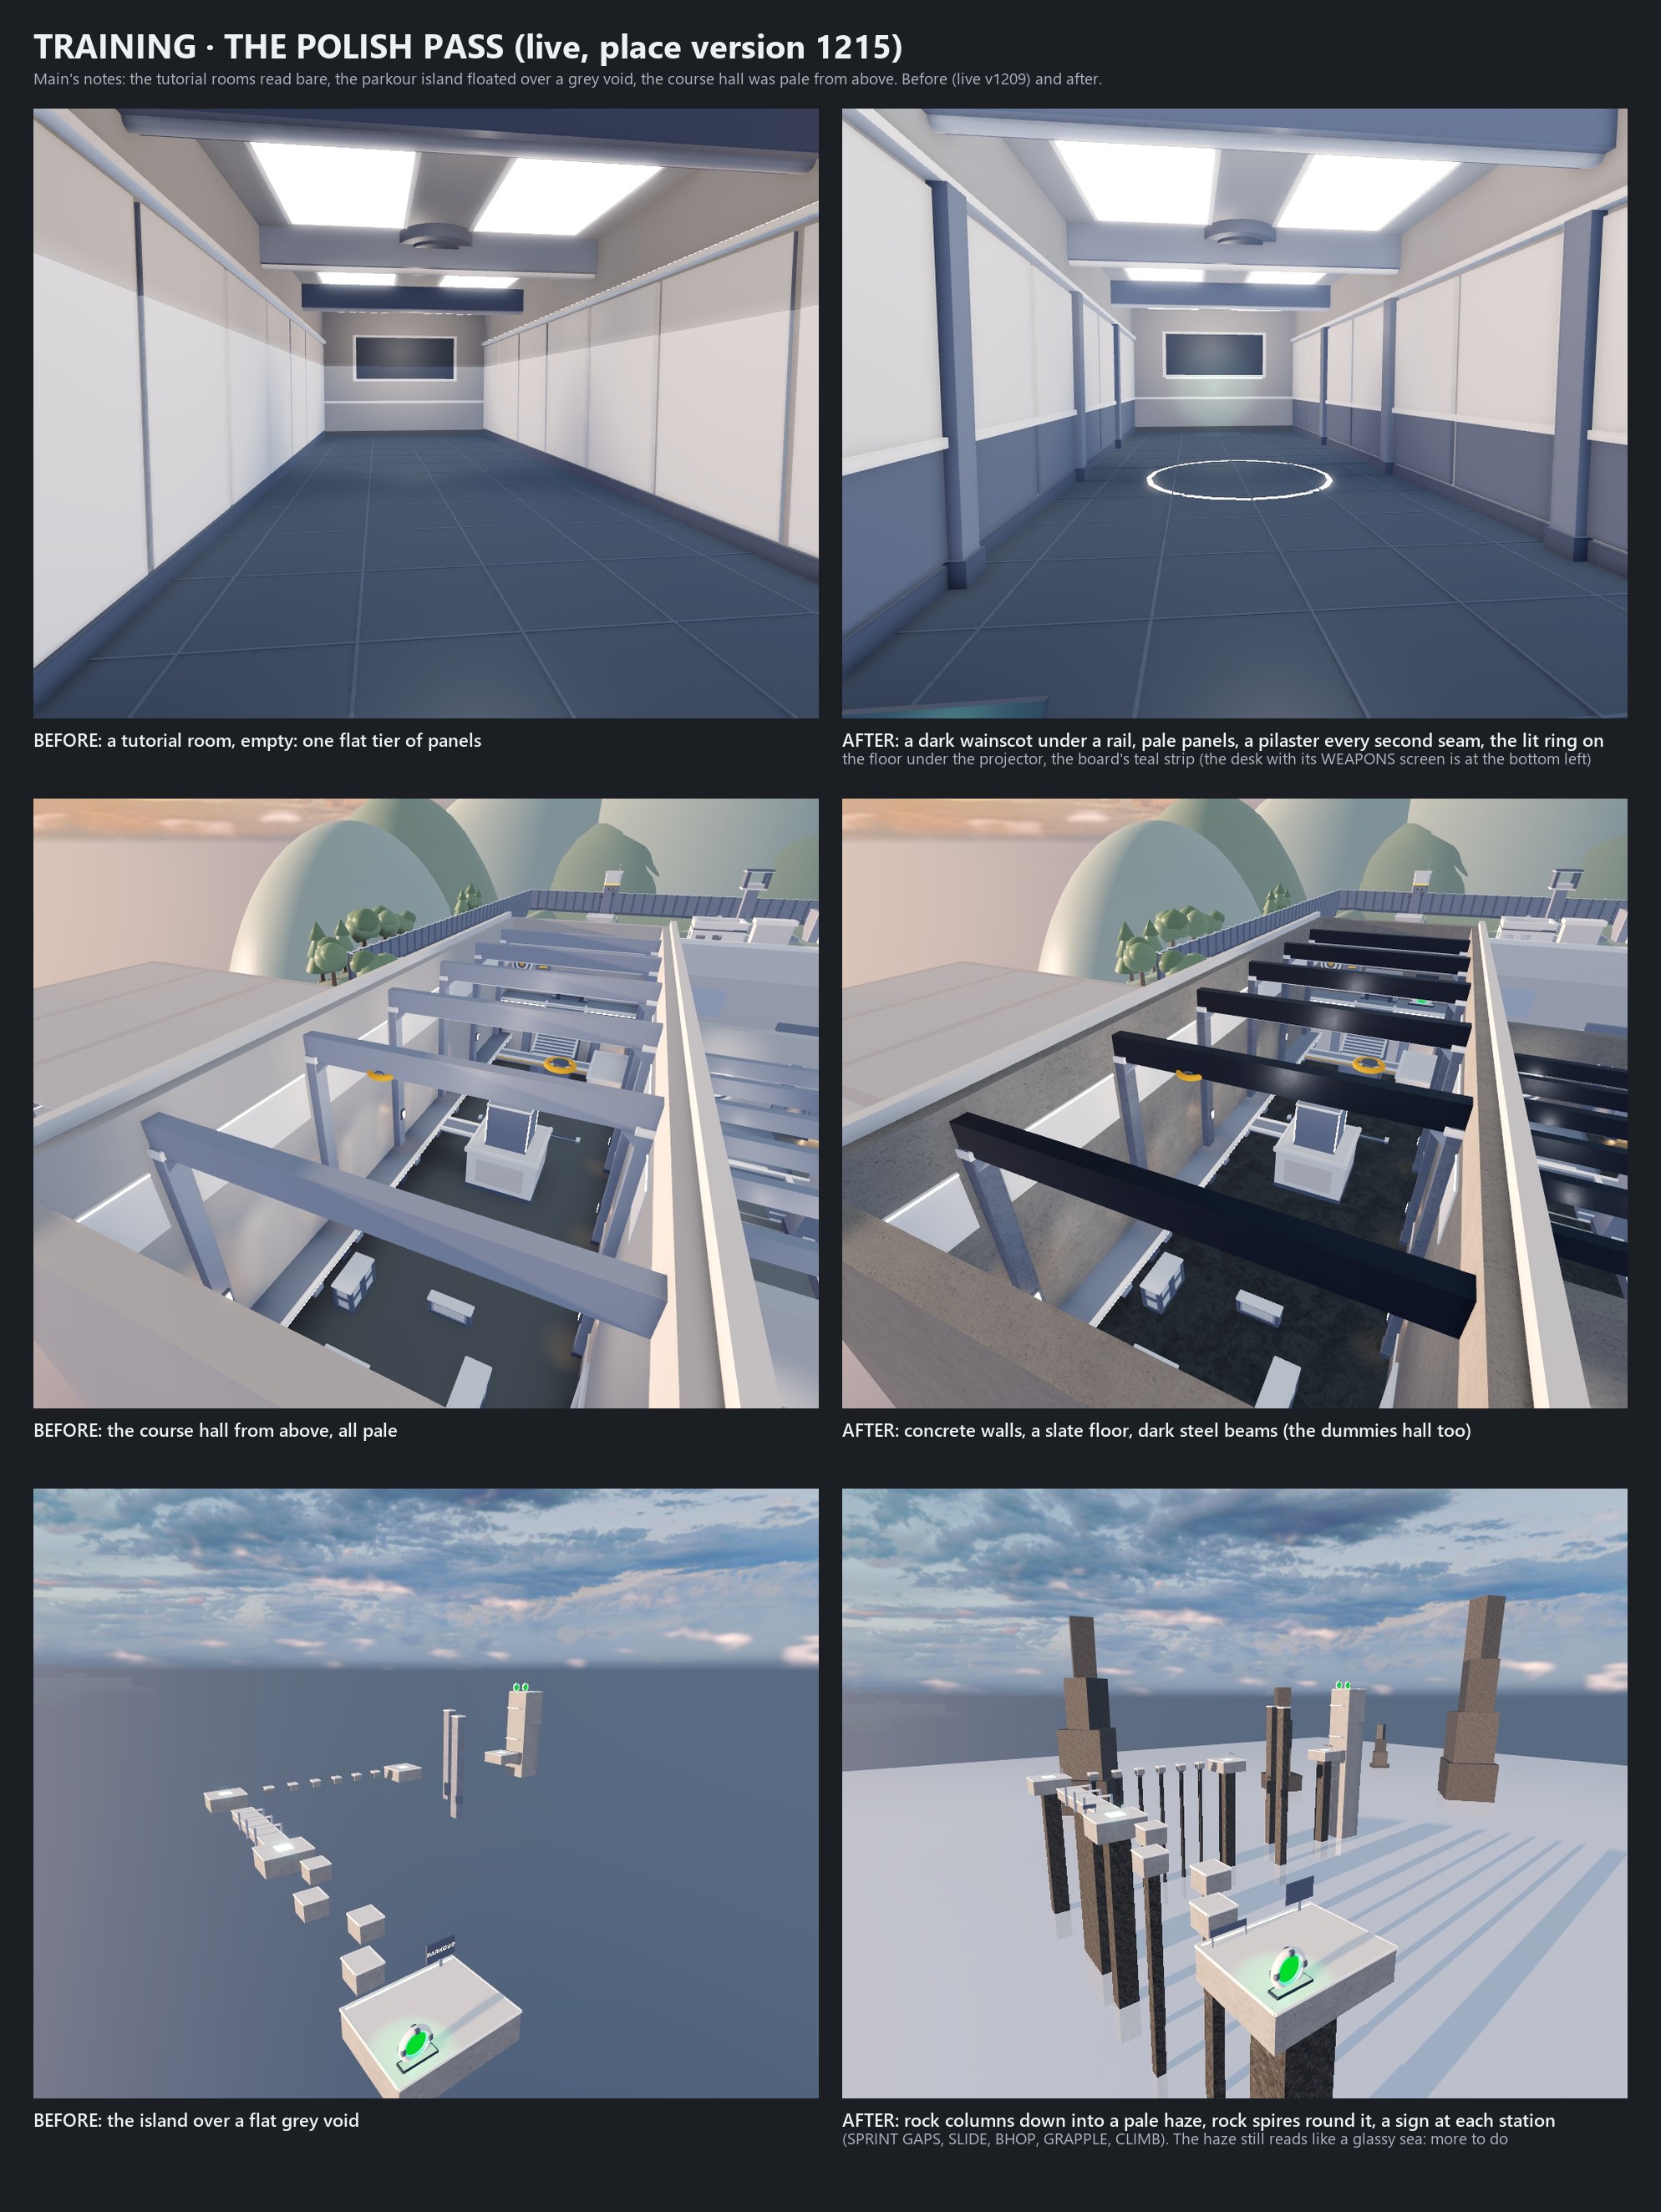 TRAINING · THE POLISH PASS (live, place version 1215)
Main's notes: the tutorial rooms read bare, the parkour island floated over a grey void, the course hall was pale from above. Before (live v1209) and after.
BEFORE: a tutorial room, empty: one flat tier of panels
AFTER: a dark wainscot under a rail, pale panels, a pilaster every second seam, the lit ring on
the floor under the projector, the board's teal strip (the desk with its WEAPONS screen is at the bottom left)
BEFORE: the course hall from above, all pale
AFTER: concrete walls, a slate floor, dark steel beams (the dummies hall too)
PARKOUR
BEFORE: the island over a flat grey void
AFTER: rock columns down into a pale haze, rock spires round it, a sign at each station
(SPRINT GAPS, SLIDE, BHOP, GRAPPLE, CLIMB). The haze still reads like a glassy sea: more to do